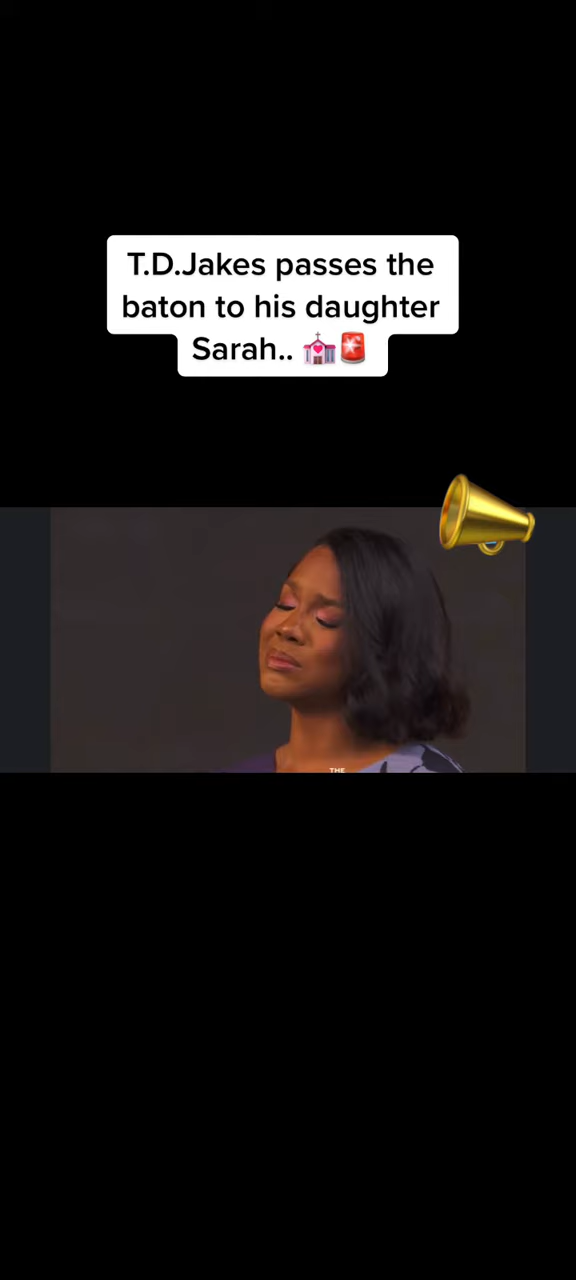 T.D.Jakes passes the
baton to his daughter
Sarah.. 💒🚨
THE